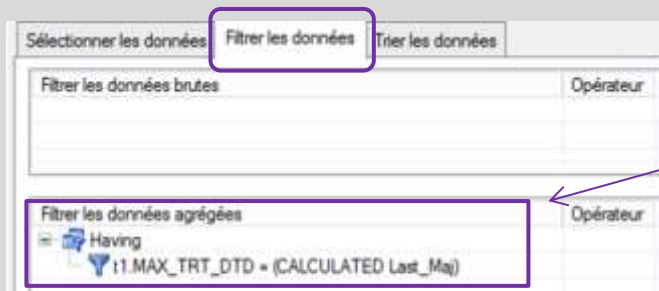 Sélectionner les données Filtrer les données Trier les données
Filtrer les données brutes Opérateur
Filtrer les données agrégées Opérateur
Having
t1.MAX_TRT_DTD = (CALCULATED Last_Maj)